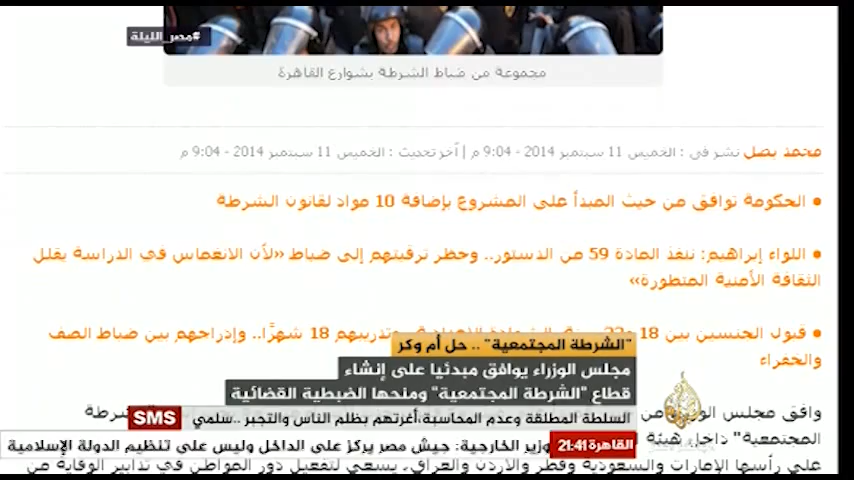 #مصر_الليلة
مجموعة من ضباط الشرطة بشوارع القاهرة
محمد بصل نشر فى : الخميس 11 سبتمبر 2014 - 9:04 م | آخر تحديث : الخميس 11 سبتمبر 2014 - 9:04 م
• الحكومة توافق من حيث المبدأ على المشروع بإضافة 10 مواد لقانون الشرطة
• اللواء إبراهيم: ننفذ المادة 59 من الدستور.. وحظر ترقيتهم إلى ضباط «لأن الانغماس فى الدراسة يقلل
الثقافة الأمنية المتطورة»
• قبول الجنسين بين 18 و22 وتدريبهم 18 شهرًا.. وإدراجهم بين ضباط الصف
والخفراء
"الشرطة المجتمعية" .. حل أم وكر
مجلس الوزراء يوافق مبدئيا على إنشاء
قطاع "الشرطة المجتمعية" ومنحها الضبطية القضائية
وافق مجلس الشرطة
SMS السلطة المطلقة وعدم المحاسبة،أغرتهم بظلم الناس والتجبر ..سلمي
المجتمعية" داخل هيئة
القاهرة 21:41 وزير الخارجية: جيش مصر يركز على الداخل وليس على تنظيم الدولة الإسلامية
على رأسها الإمارات والسعودية وقطر والأردن والعراق، يسعى لتفعيل دور المواطن فى تدابير الوقاية من